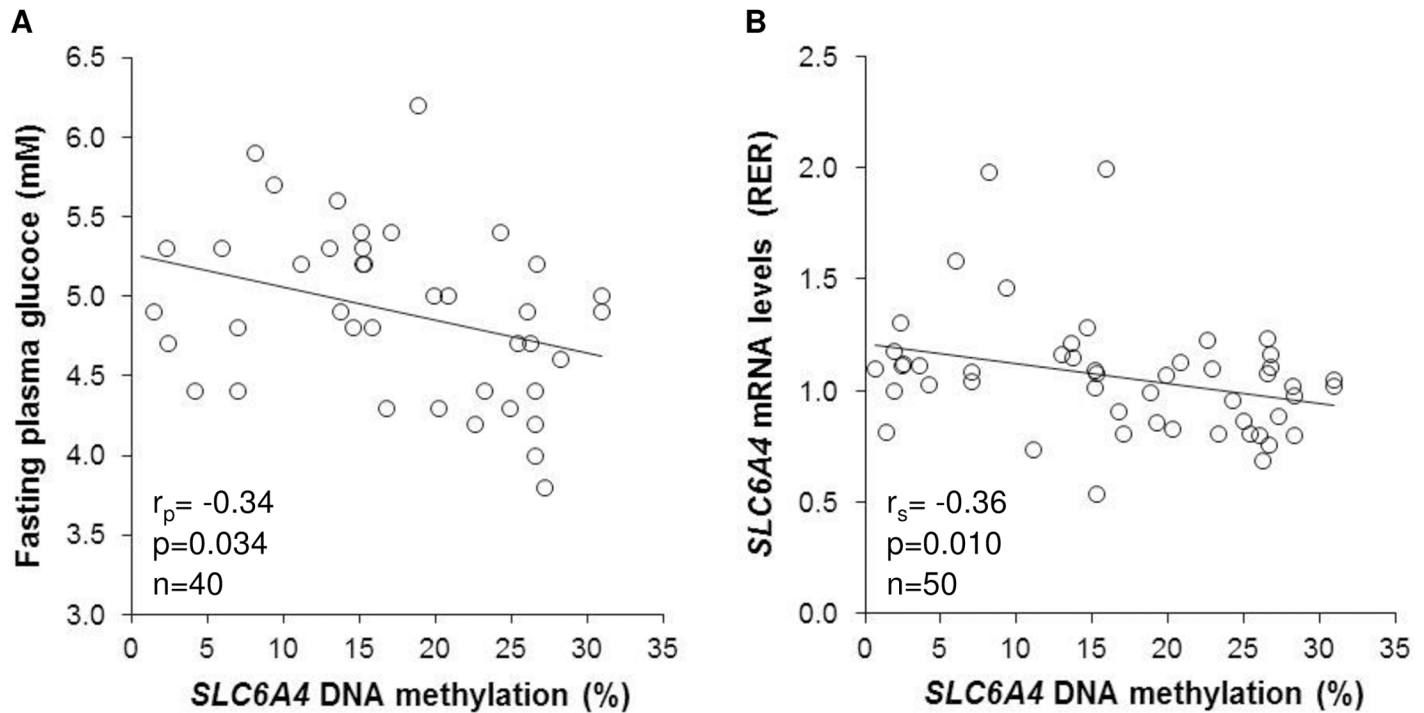 A
Fasting plasma glucoce (mM)
6.5
6.0
5.5
5.0
4.5
4.0
3.5
3.0
rp= -0.34
p=0.034
n=40
0 5 10 15 20 25 30 35
SLC6A4 DNA methylation (%)
B
SLC6A4 mRNA levels (RER)
2.5
2.0
1.5
1.0
0.5
0.0
rs= -0.36
p=0.010
n=50
0 5 10 15 20 25 30 35
SLC6A4 DNA methylation (%)